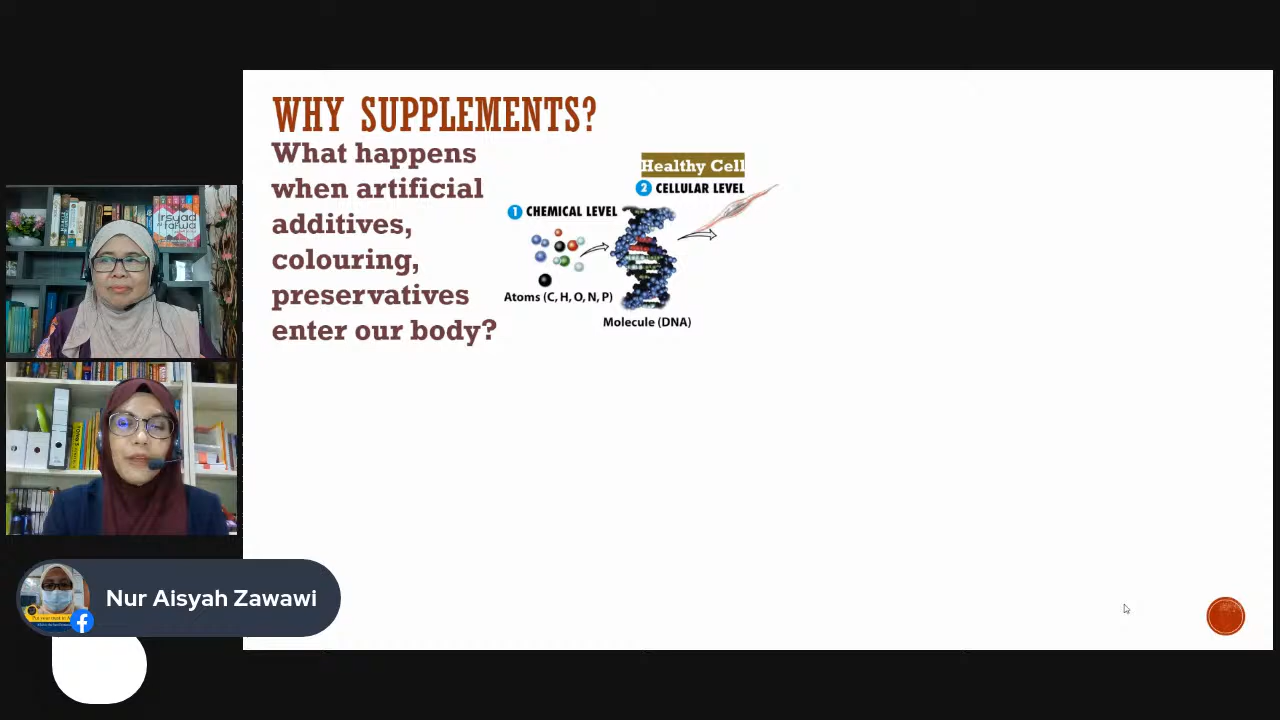 WHY SUPPLEMENTS?
What happens
when artificial
additives,
colouring,
preservatives
enter our body?
Healthy Cell
2 CELLULAR LEVEL
1 CHEMICAL LEVEL
Atoms (C, H, O, N, P)
Molecule (DNA)
Nur Aisyah Zawawi